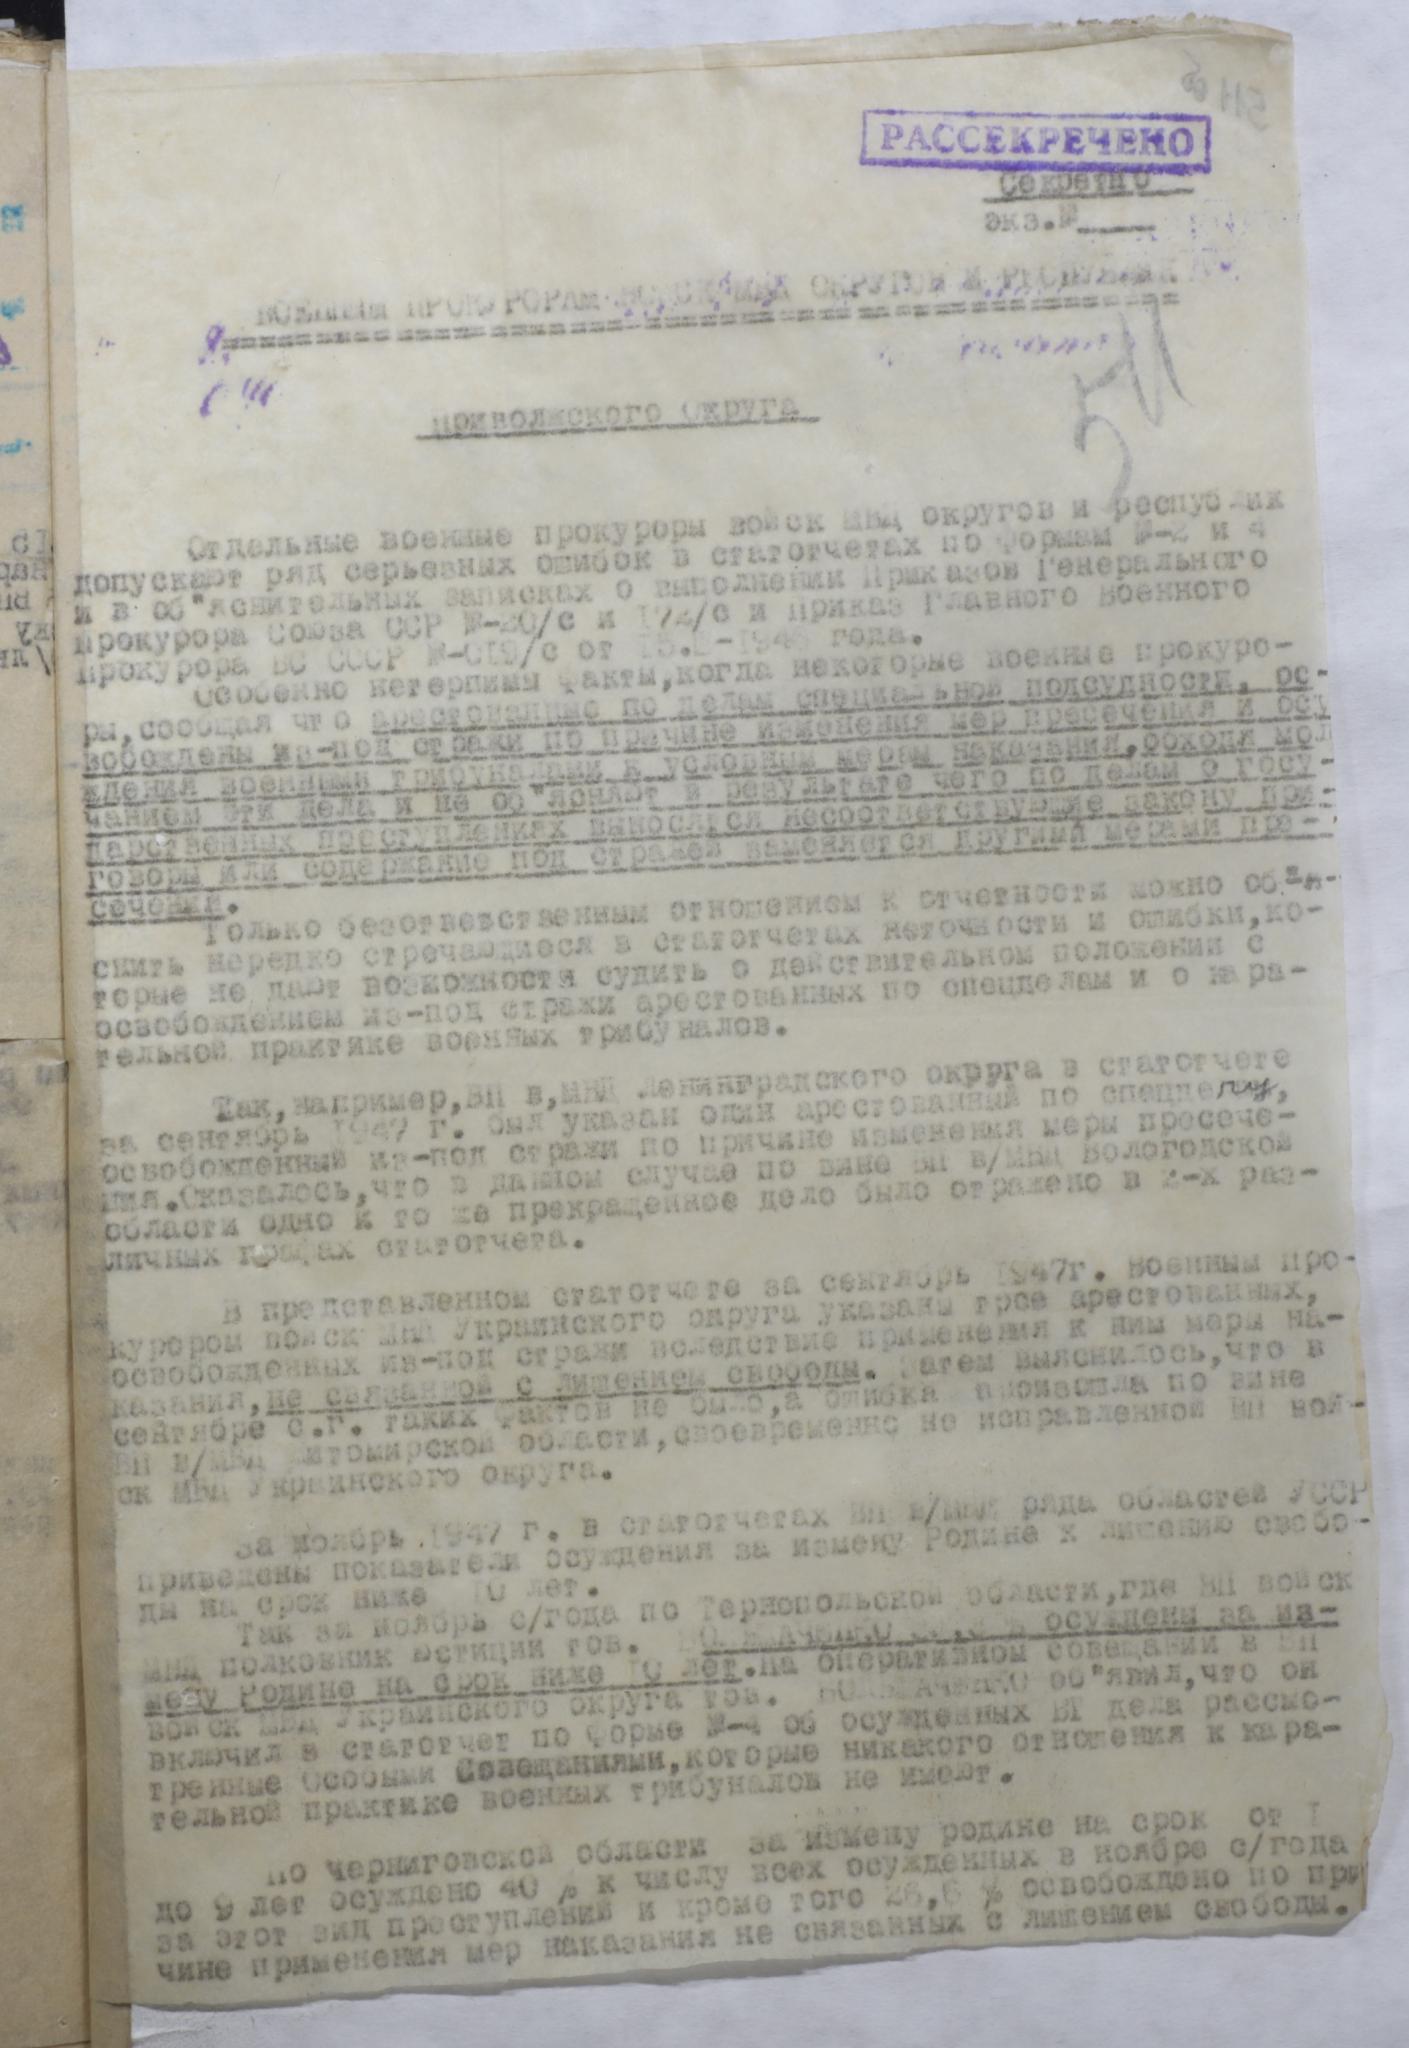 511 об
РАССЕКРЕЧЕНО
Секретно
экз.№____
ВОЕННЫМ ПРОКУРОРАМ ВОЙСК МВД ОКРУГОВ И РЕСПУБЛИК
511
Приволжского Округа
Отдельные военные прокуроры войск МВД округов и республик
допускают ряд серьезных ошибок в статотчетах по формам №-2 и 4
и в об"яснительных записках о выполнении Приказов Генерального
Прокурора Союза ССР №-20/с и 172/с и Приказ Главного Военного
Прокурора ВС СССР №-019/с от 15. года.
Особенно нетерпимы факты,когда некоторые военные прокуро-
ры,сообщая что арестованные по делам специальной подсудности, ос-
вобождены из-под стражи по причине изменения мер пресечения и осу
ждения военными трибуналами к условным мерам наказания,обходя мол
чанием эти дела и не об"ясняют в результате чего по делам о госу-
дарственных преступлениях выносятся несоответствующие закону при-
говоры или содержание под стражей заменяется другими мерами пре-
сечения.
Только безответственным отношением к отчетности можно об"я-
снить нередко стречающиеся в статотчетах неточности и ошибки,ко-
торые не дают возможности судить о действительном положении с
освобождением из-под стражи арестованных по спецделам и о кара-
тельной практике военных трибуналов.
Так,например,ВП в,МВД Ленинградского округа в статотчете
за сентябрь 1947 г. был указан один арестованный по спецделу,
освобожденный из-под стражи по причине изменения меры пресече-
ния.Оказалось,что в данном случае по вине ВП в/МВД Вологодской
области одно и то же прекращенное дело было отражено в 2-х раз-
личных графах статотчета.
В представленном статотчете за сентябрь 1947г. Военным про-
курором войск МВД Украинского округа указаны трое арестованных,
освобожденных из-под стражи вследствие применения к ним меры на-
казания,не связанной с лишением свободы. Затем выяснилось,что в
сентябре с.г. таких фактов не было,а ошибка произошла по вине
ВП в/МВД Житомирской области,своевременно не исправленной ВП вой-
ск МВД Украинского округа.
За ноябрь 1947 г. в статотчетах ВП в/МВД ряда областей УССР
приведены показатели осуждения за измену Родине к лишению свобо-
ды на срок ниже 10 лет.
Так за ноябрь с/года по Тернопольской области,где ВП войск
МВД полковник юстиции тов. осуждены за из-
мену Родине на срок ниже 10 лет.На оперативном совещании в ВП
войск МВД Украинского округа тов. об"явил,что он
включил в статотчет по форме №-4 об осужденных ВТ дела рассмо-
тренные Особыми Совещаниями,которые никакого отношения к кара-
тельной практике военных трибуналов не имеют.
По Черниговской области за измену родине на срок от I
до 9 лет осуждено 40 % к числу всех осужденных в ноябре с/года
за этот вид преступлений и кроме того 26,6 % освобождено по при
чине применения мер наказания не связанных с лишением свободы.